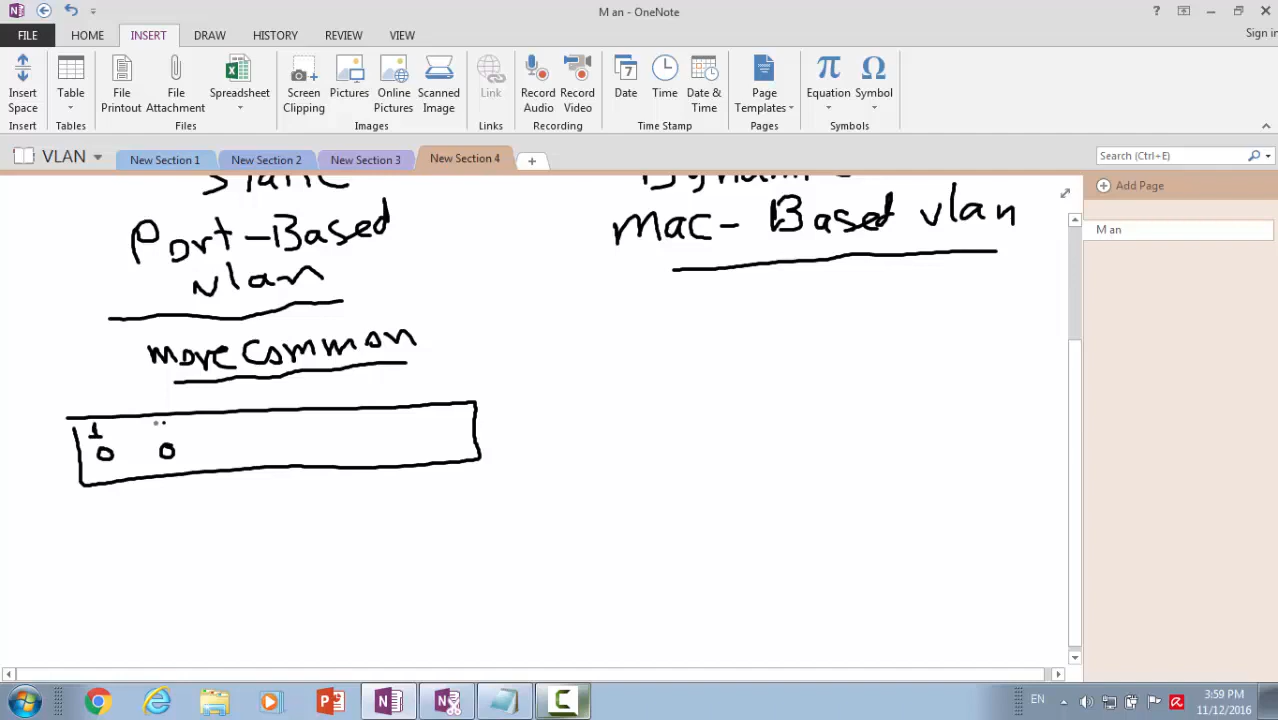 M an - OneNote
FILE HOME INSERT DRAW HISTORY REVIEW VIEW Sign in
Insert Space
Table
File Printout
File Attachment
Spreadsheet
Screen Clipping
Pictures
Online Pictures
Scanned Image
Link
Record Audio
Record Video
Date
Time
Date & Time
Page Templates
Equation
Symbol
Insert Tables Files Images Links Recording Time Stamp Pages Symbols
VLAN New Section 1 New Section 2 New Section 3 New Section 4
Search (Ctrl+E)
Add Page
M an
Static
Port-Based
vlan
more common
1
Mac-Based vlan
EN
3:59 PM
11/12/2016